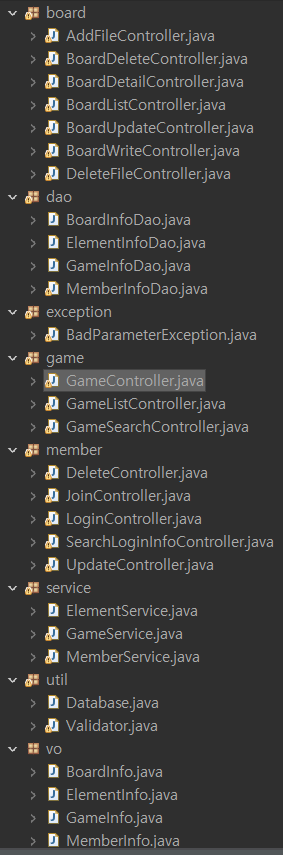 board
AddFileController.java
BoardDeleteController.java
BoardDetailController.java
BoardListController.java
BoardUpdateController.java
BoardWriteController.java
DeleteFileController.java
dao
BoardInfoDao.java
ElementInfoDao.java
GameInfoDao.java
MemberInfoDao.java
exception
BadParameterException.java
game
GameController.java
GameListController.java
GameSearchController.java
member
DeleteController.java
JoinController.java
LoginController.java
SearchLoginInfoController.java
UpdateController.java
service
ElementService.java
GameService.java
MemberService.java
util
Database.java
Validator.java
vo
BoardInfo.java
ElementInfo.java
GameInfo.java
MemberInfo.java